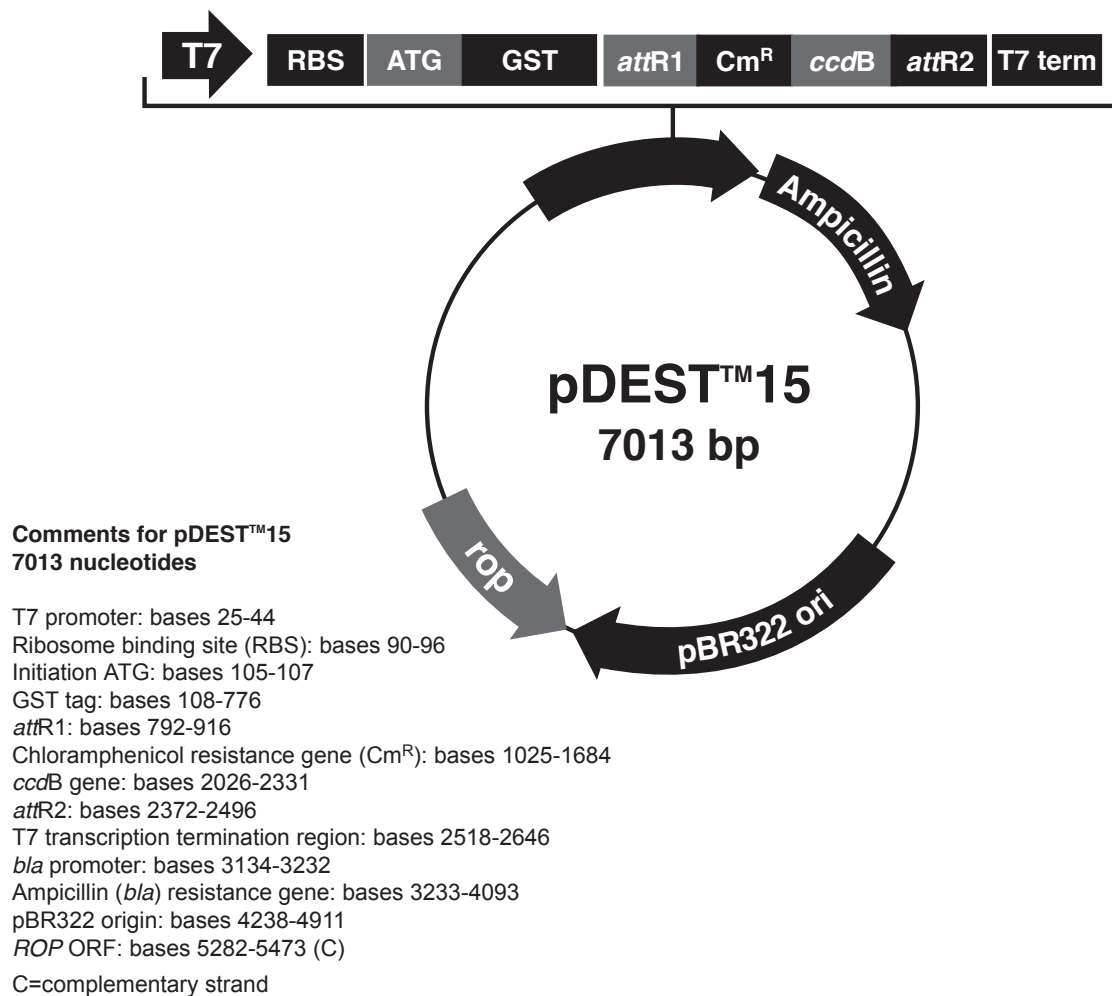 T7 RBS ATG GST attR1 CmR ccdB attR2 T7 term
Ampicillin
pDEST™15
7013 bp
rop
pBR322 ori
Comments for pDEST™15
7013 nucleotides
T7 promoter: bases 25-44
Ribosome binding site (RBS): bases 90-96
Initiation ATG: bases 105-107
GST tag: bases 108-776
attR1: bases 792-916
Chloramphenicol resistance gene (CmR): bases 1025-1684
ccdB gene: bases 2026-2331
attR2: bases 2372-2496
T7 transcription termination region: bases 2518-2646
bla promoter: bases 3134-3232
Ampicillin (bla) resistance gene: bases 3233-4093
pBR322 origin: bases 4238-4911
ROP ORF: bases 5282-5473 (C)
C=complementary strand